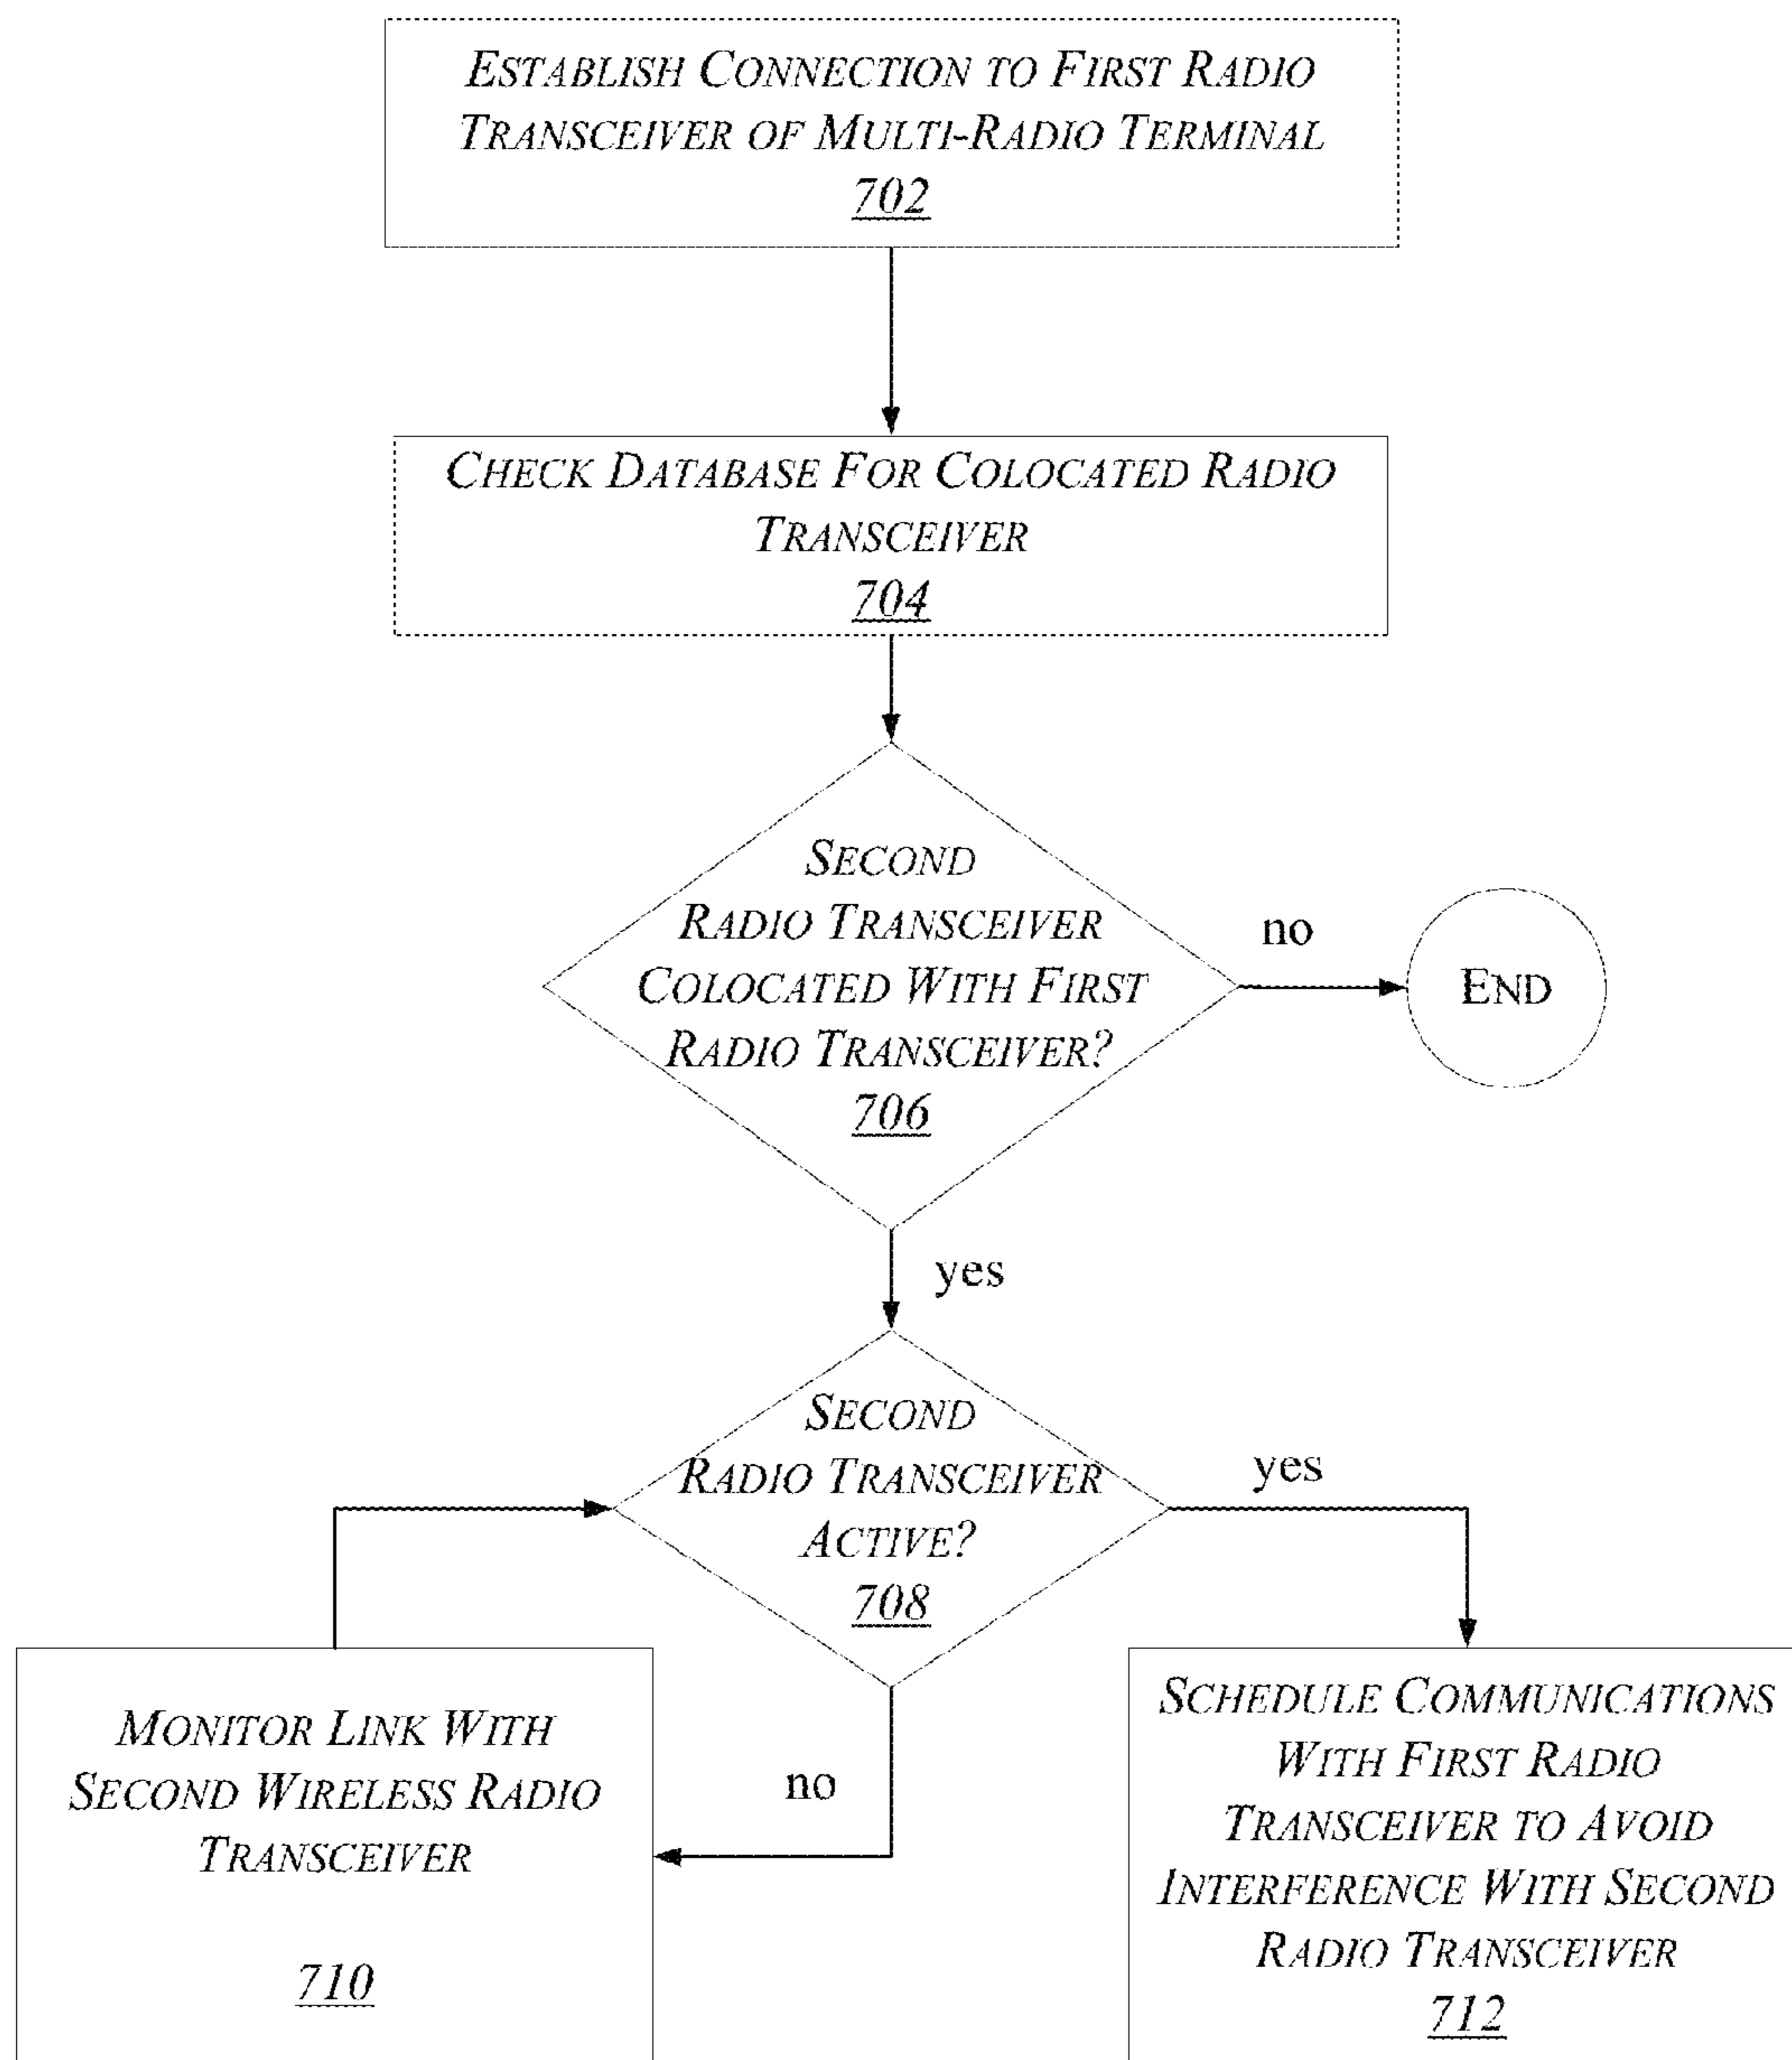 ESTABLISH CONNECTION TO FIRST RADIO
TRANSCEIVER OF MULTI-RADIO TERMINAL
702
CHECK DATABASE FOR COLOCATED RADIO
TRANSCEIVER
704
SECOND
RADIO TRANSCEIVER
COLOCATED WITH FIRST
RADIO TRANSCEIVER?
706
no
END
yes
SECOND
RADIO TRANSCEIVER
ACTIVE?
708
yes
no
MONITOR LINK WITH
SECOND WIRELESS RADIO
TRANSCEIVER
710
SCHEDULE COMMUNICATIONS
WITH FIRST RADIO
TRANSCEIVER TO AVOID
INTERFERENCE WITH SECOND
RADIO TRANSCEIVER
712